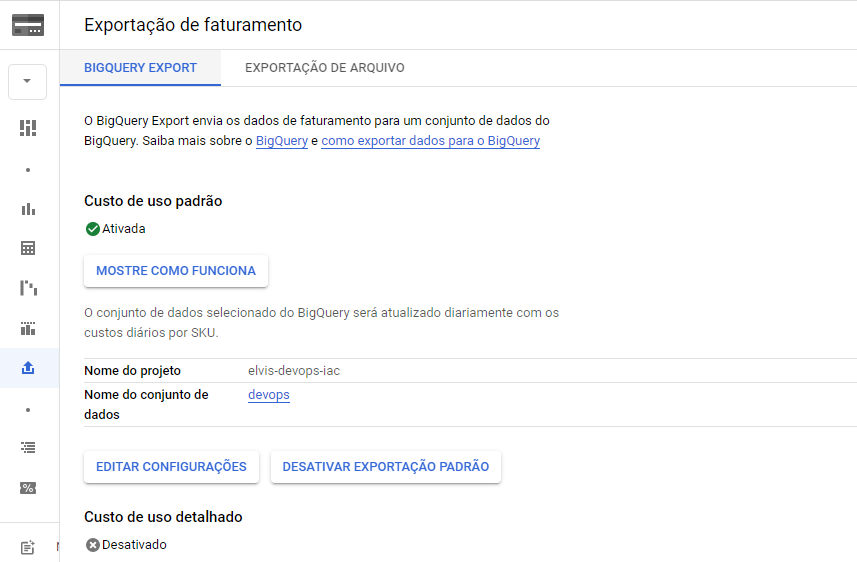 Exportação de faturamento
BIGQUERY EXPORT
EXPORTAÇÃO DE ARQUIVO
O BigQuery Export envia os dados de faturamento para um conjunto de dados do
BigQuery. Saiba mais sobre o BigQuery e como exportar dados para o BigQuery
Custo de uso padrão
Ativada
MOSTRE COMO FUNCIONA
O conjunto de dados selecionado do BigQuery será atualizado diariamente com os
custos diários por SKU.
Nome do projeto elvis-devops-iac
Nome do conjunto de devops
dados
EDITAR CONFIGURAÇÕES DESATIVAR EXPORTAÇÃO PADRÃO
Custo de uso detalhado
Desativado